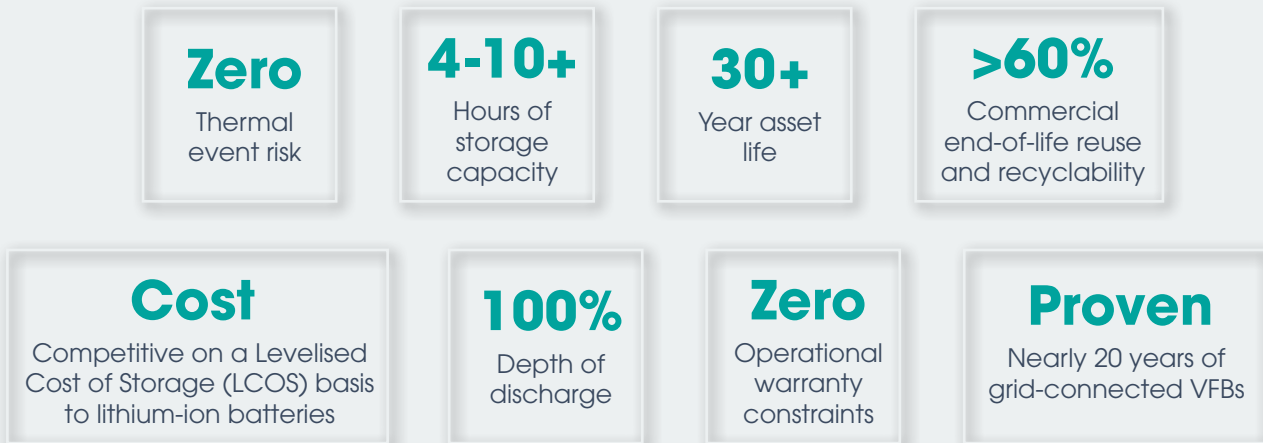 Zero
Thermal
event risk
4-10+
Hours of
storage
capacity
30+
Year asset
life
>60%
Commercial
end-of-life reuse
and recyclability
Cost
Competitive on a Levelised
Cost of Storage (LCOS) basis
to lithium-ion batteries
100%
Depth of
discharge
Zero
Operational
warranty
constraints
Proven
Nearly 20 years of
grid-connected VFBs